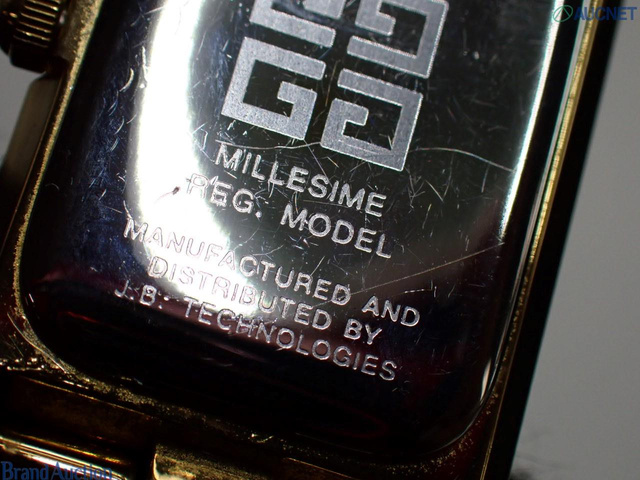 AUCNET
MILLESIME
REG. MODEL
MANUFACTURED AND
DISTRIBUTED BY
J.B. TECHNOLOGIES
Brand Auction